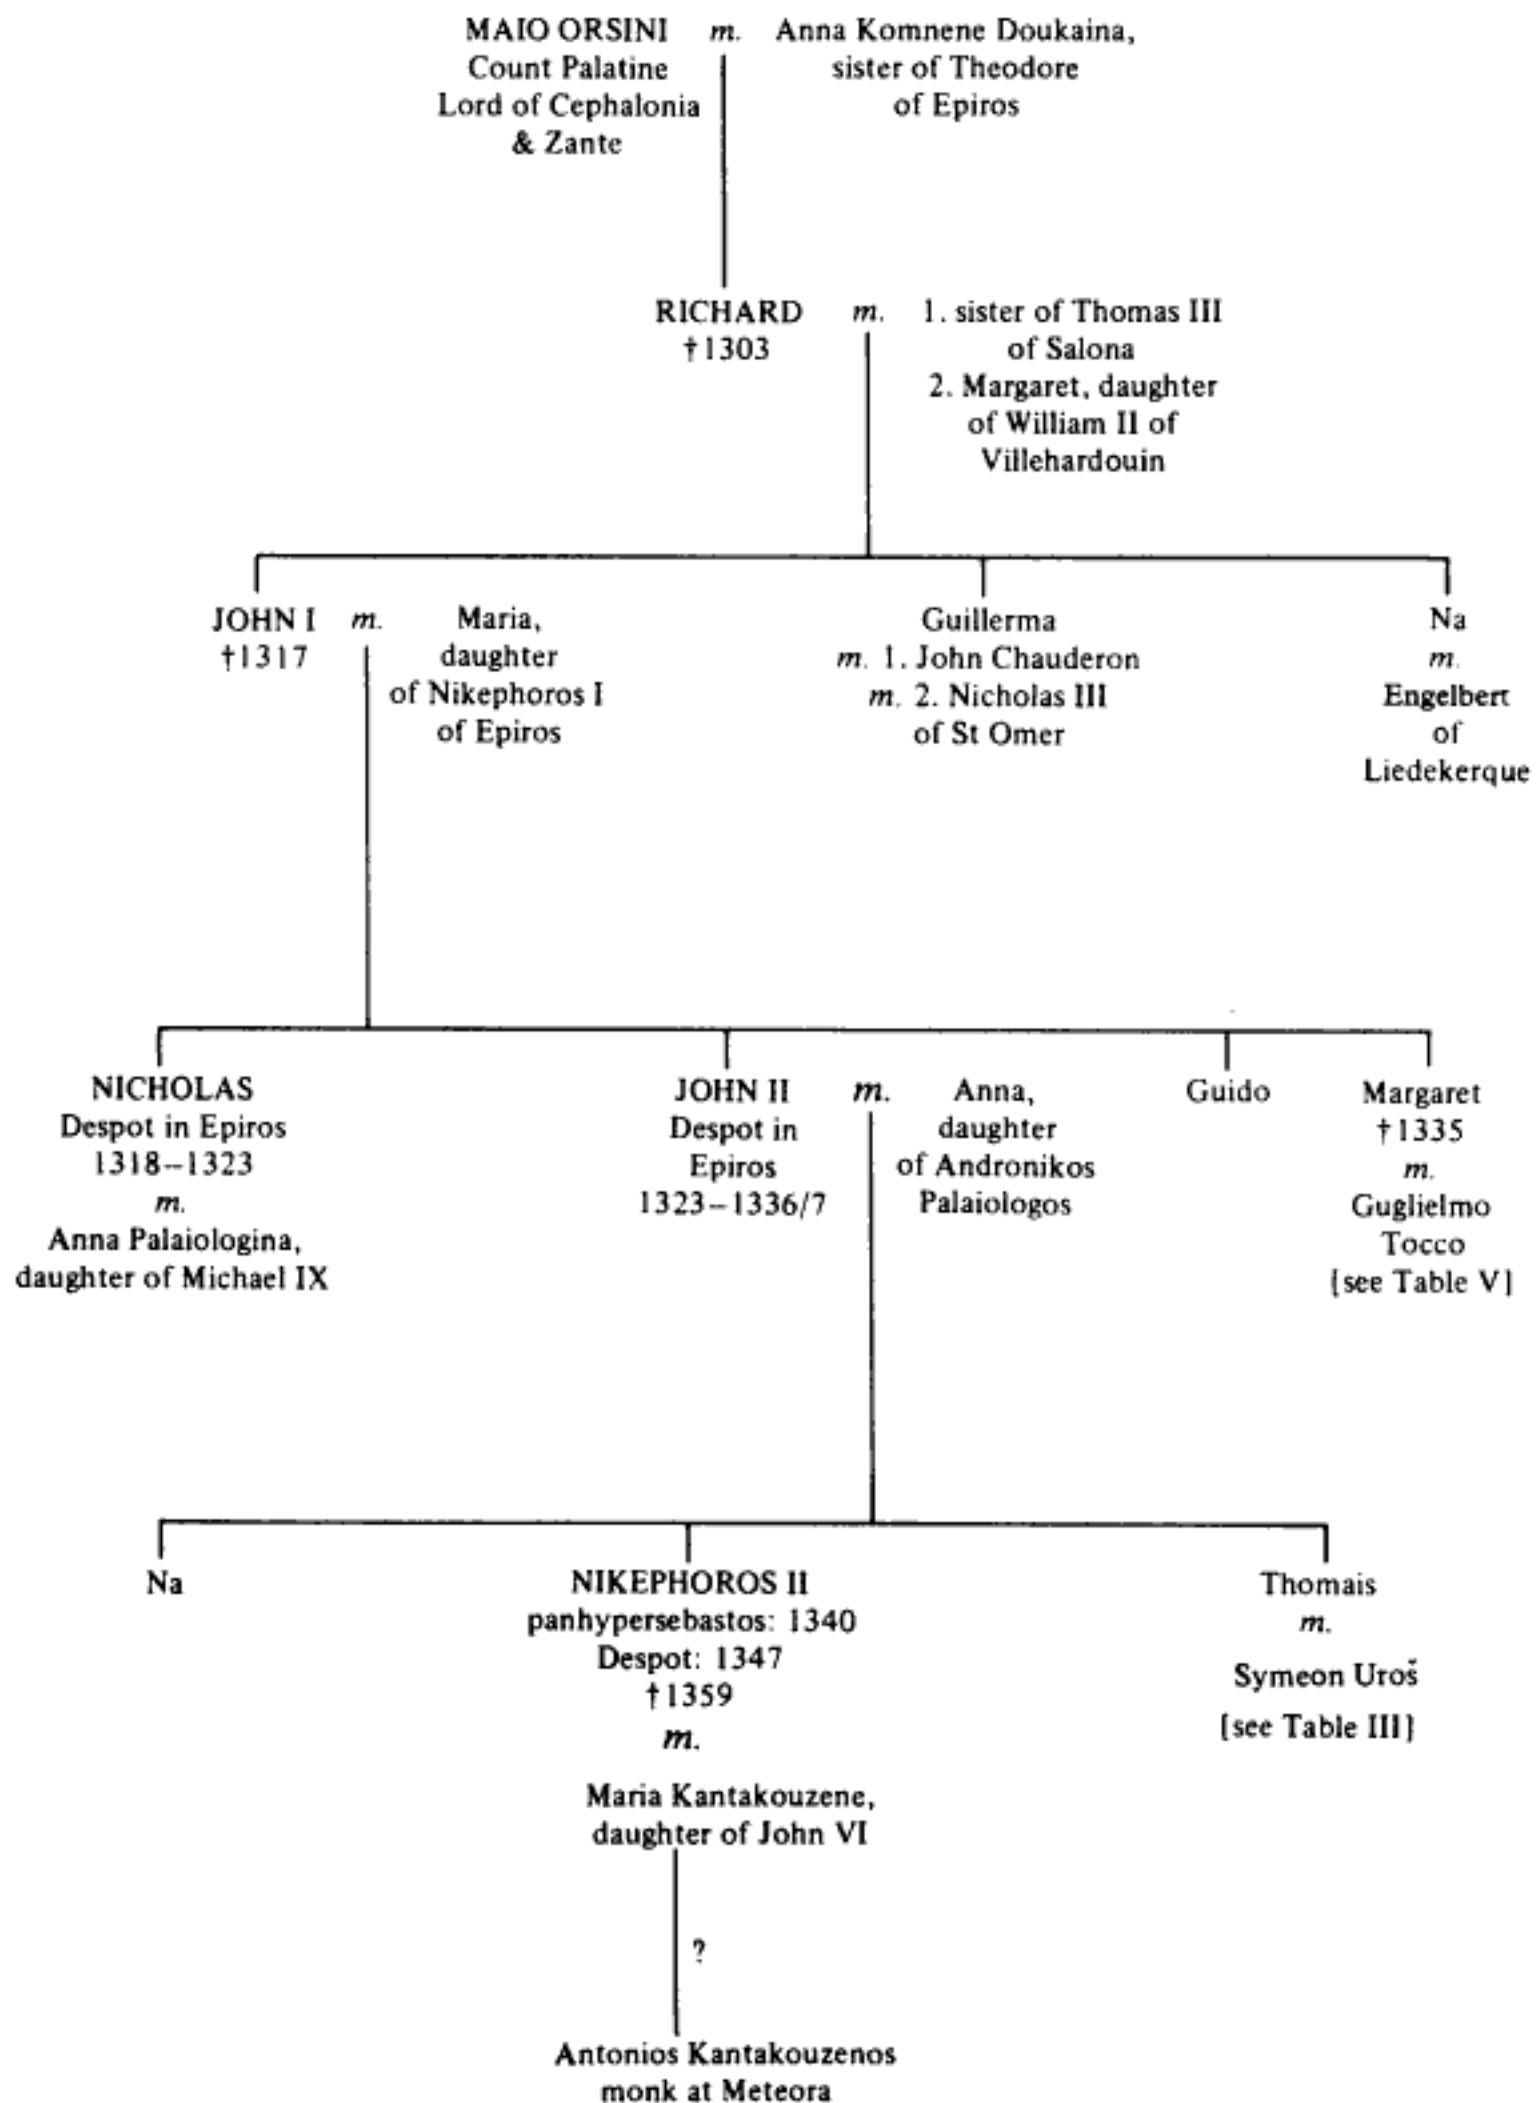 MAIO ORSINI m. Anna Komnene Doukaina,
Count Palatine sister of Theodore
Lord of Cephalonia of Epiros
& Zante
RICHARD m. 1. sister of Thomas III
†1303 of Salona
2. Margaret, daughter
of William II of
Villehardouin
JOHN I m. Maria,
†1317 daughter
of Nikephoros I
of Epiros
Guillerma
m. 1. John Chauderon
m. 2. Nicholas III
of St Omer
Na
m.
Engelbert
of
Liedekerque
NICHOLAS
Despot in Epiros
1318–1323
m.
Anna Palaiologina,
daughter of Michael IX
JOHN II m. Anna,
Despot in daughter
Epiros of Andronikos
1323–1336/7 Palaiologos
Guido
Margaret
†1335
m.
Guglielmo
Tocco
[see Table V]
Na
NIKEPHOROS II
panhypersebastos: 1340
Despot: 1347
†1359
m.
Maria Kantakouzene,
daughter of John VI
Thomais
m.
Symeon Uroš
[see Table III]
?
Antonios Kantakouzenos
monk at Meteora